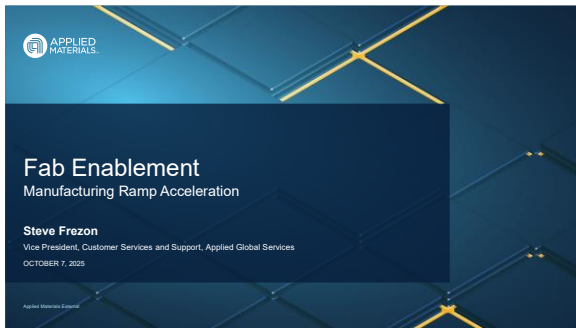 APPLIED
MATERIALS.
Fab Enablement
Manufacturing Ramp Acceleration
Steve Frezon
Vice President, Customer Services and Support, Applied Global Services
OCTOBER 7, 2025
Applied Materials External